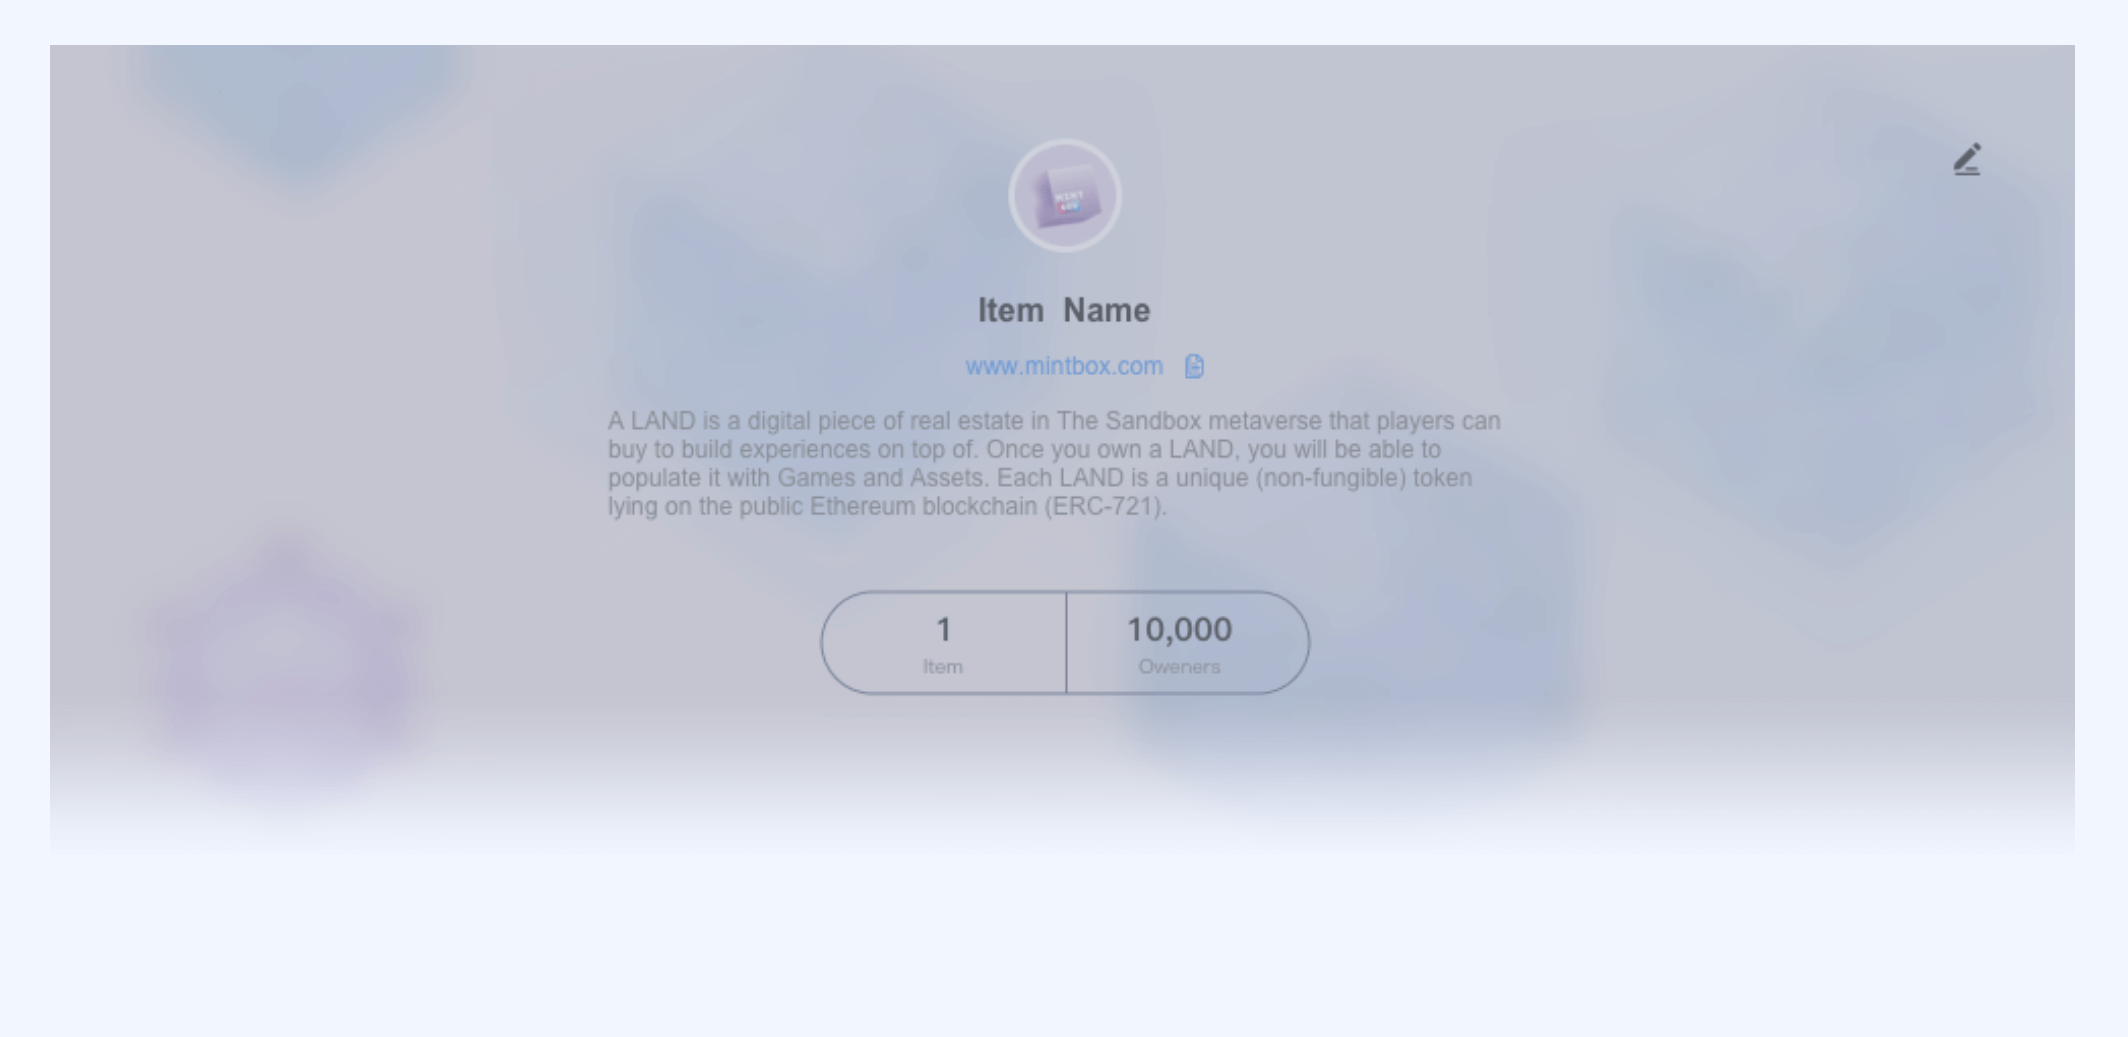 MINT
BOX
Item Name
www.mintbox.com
A LAND is a digital piece of real estate in The Sandbox metaverse that players can
buy to build experiences on top of. Once you own a LAND, you will be able to
populate it with Games and Assets. Each LAND is a unique (non-fungible) token
lying on the public Ethereum blockchain (ERC-721).
1 10,000
Item Oweners